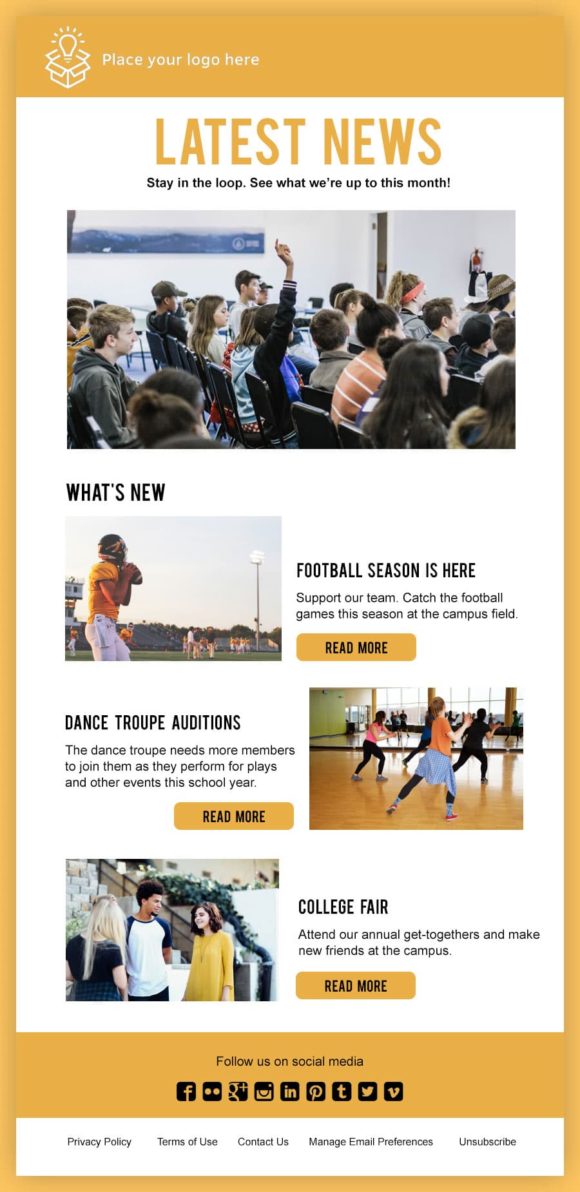 Place your logo here
LATEST NEWS
Stay in the loop. See what we're up to this month!
WHAT'S NEW
FOOTBALL SEASON IS HERE
Support our team. Catch the football
games this season at the campus field.
READ MORE
DANCE TROUPE AUDITIONS
The dance troupe needs more members
to join them as they perform for plays
and other events this school year.
READ MORE
COLLEGE FAIR
Attend our annual get-togethers and make
new friends at the campus.
READ MORE
Follow us on social media
Privacy Policy Terms of Use Contact Us Manage Email Preferences Unsubscribe